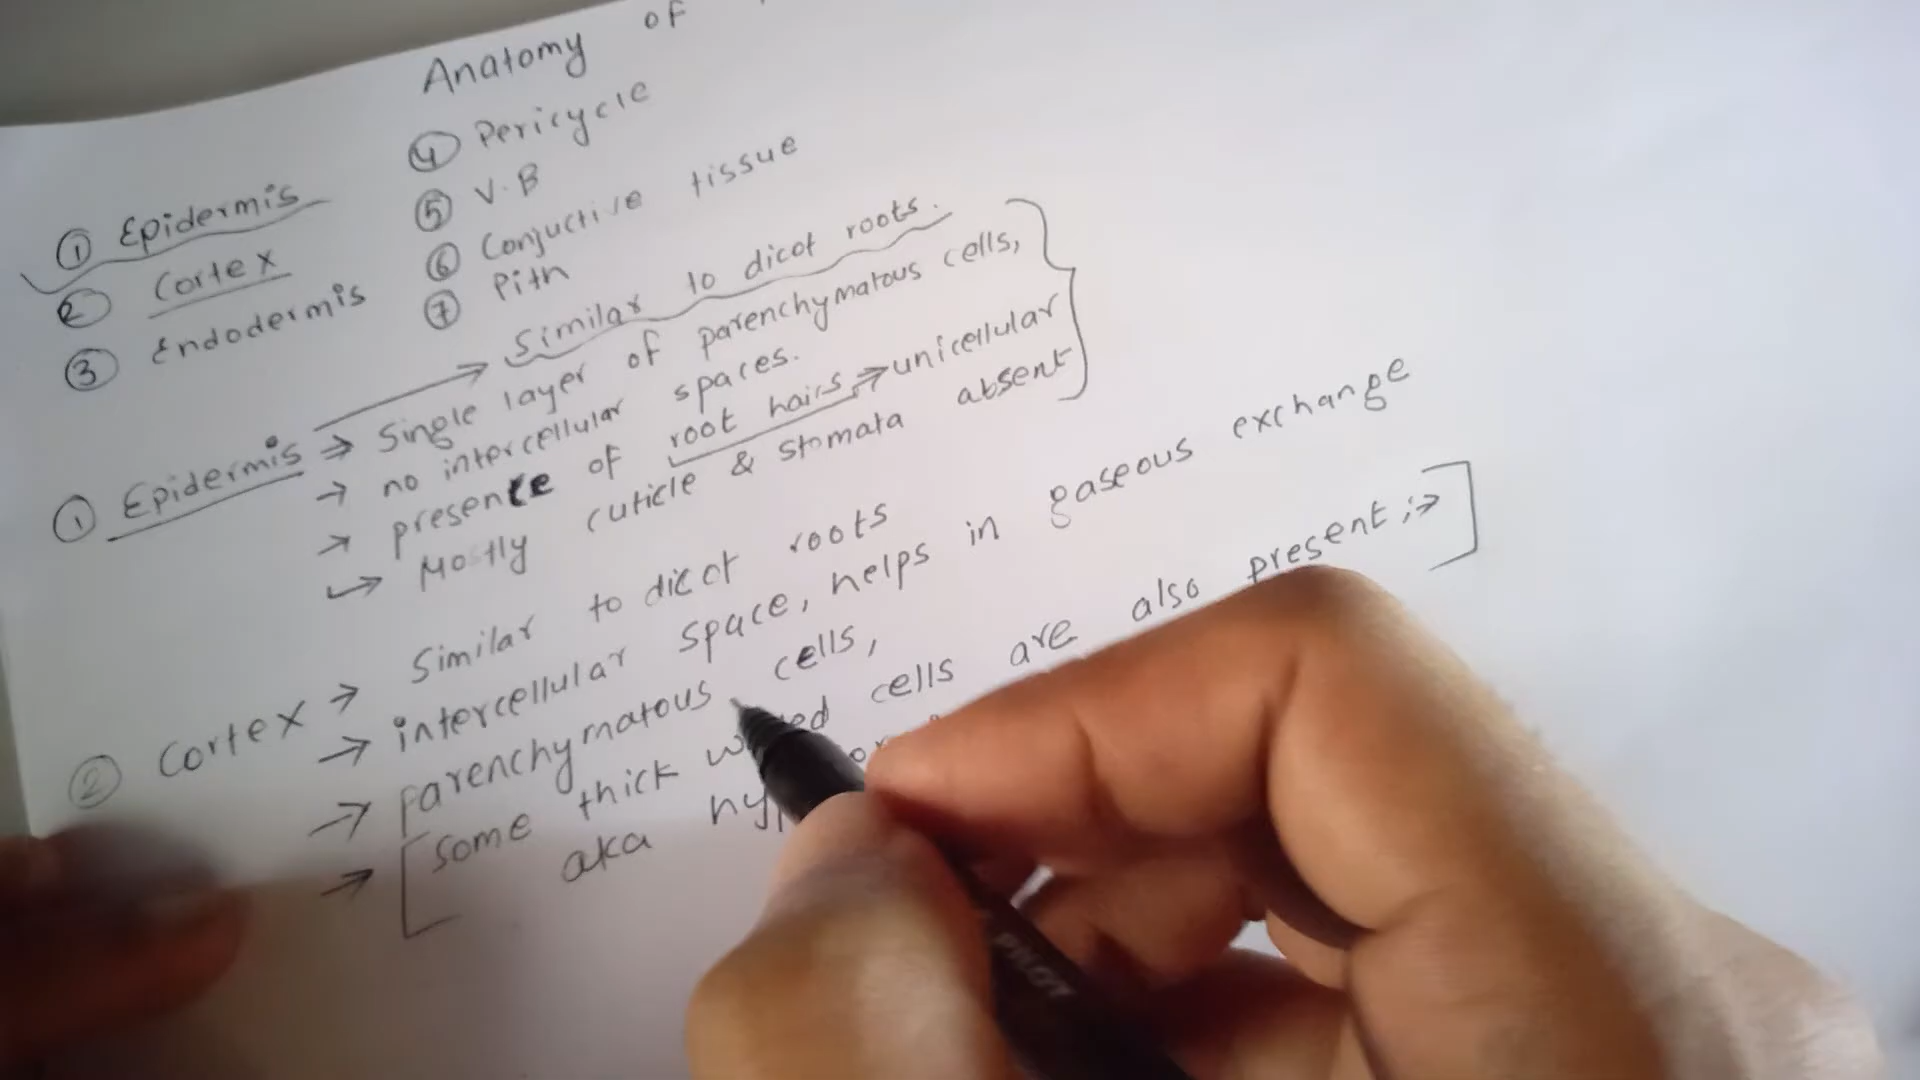 Anatomy of
① Epidermis
② Cortex
③ Endodermis
④ Pericycle
⑤ V.B
⑥ Conjuctive tissue
⑦ Pith
① Epidermis → Similar to dicot roots.
⇒ Single layer of parenchymatous cells,
→ no intercellular spaces.
→ presence of root hairs → unicellular
↳ Mostly cuticle & stomata absent
② Cortex → Similar to dicot roots
→ intercellular space, helps in gaseous exchange
→ parenchymatous cells,
→ [some thick cells are also present ;→]
aka
PILOT